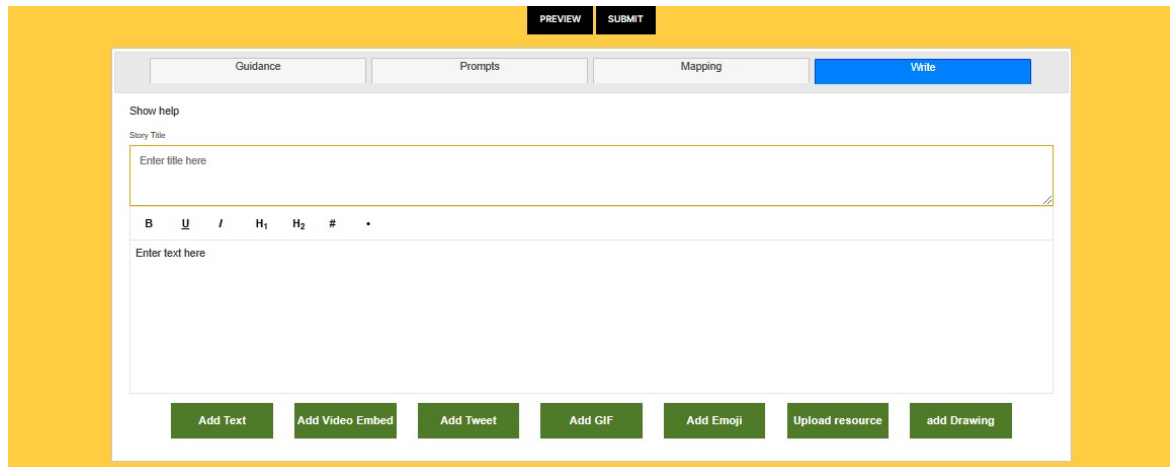 PREVIEW SUBMIT
Guidance Prompts Mapping Write
Show help
Story Title
Enter title here
B U I H1 H2 # •
Enter text here
Add Text Add Video Embed Add Tweet Add GIF Add Emoji Upload resource add Drawing